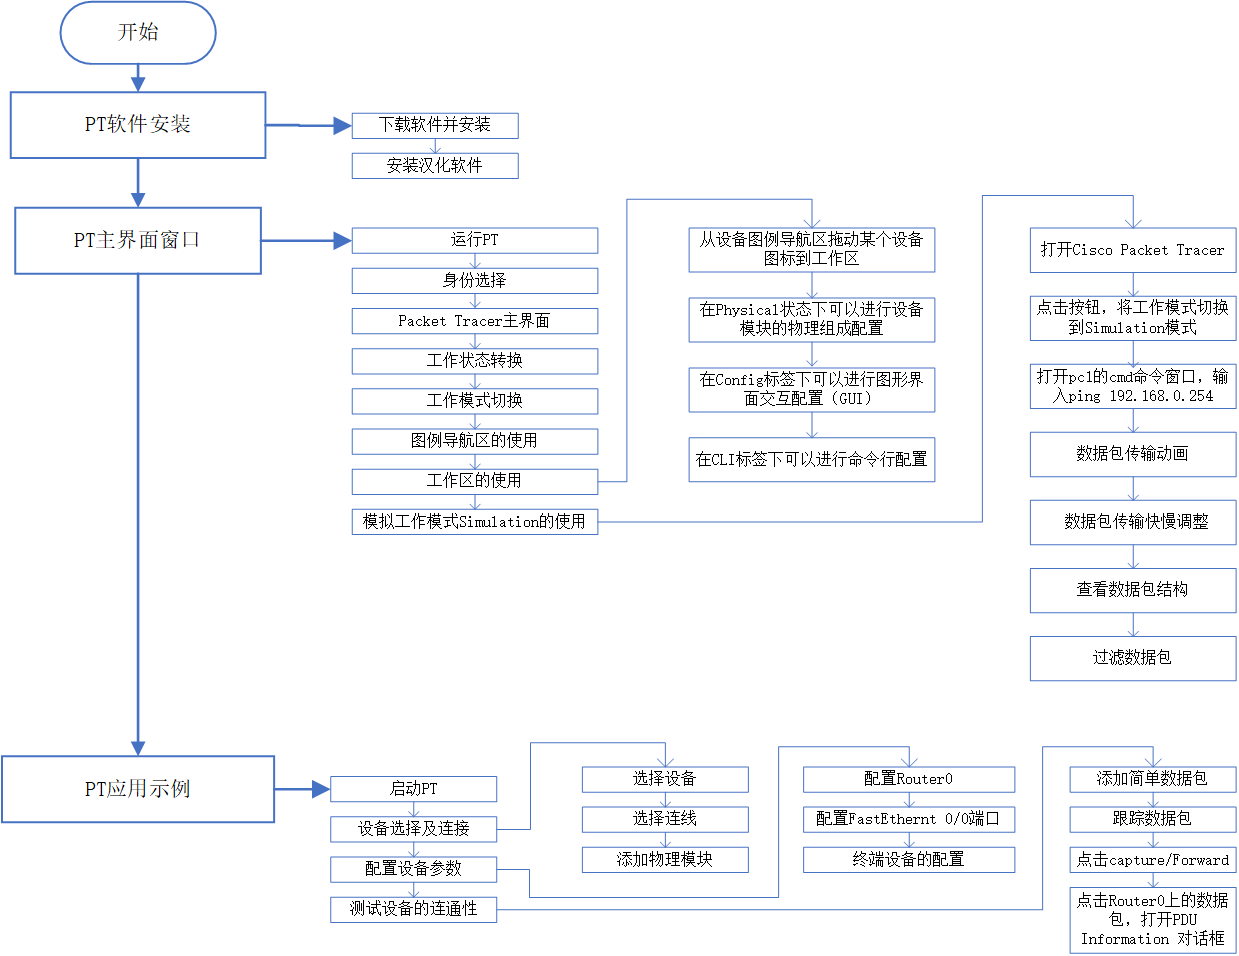 开始
PT软件安装
下载软件并安装
安装汉化软件
PT主界面窗口
运行PT
身份选择
Packet Tracer主界面
工作状态转换
工作模式切换
图例导航区的使用
工作区的使用
模拟工作模式Simulation的使用
从设备图例导航区拖动某个设备
图标到工作区
在Physical状态下可以进行设备
模块的物理组成配置
在Config标签下可以进行图形界
面交互配置（GUI）
在CLI标签下可以进行命令行配置
打开Cisco Packet Tracer
点击按钮，将工作模式切换
到Simulation模式
打开pc1的cmd命令窗口，输
入ping 192.168.0.254
数据包传输动画
数据包传输快慢调整
查看数据包结构
过滤数据包
PT应用示例
启动PT
设备选择及连接
配置设备参数
测试设备的连通性
选择设备
选择连线
添加物理模块
配置Router0
配置FastEthernt 0/0端口
终端设备的配置
添加简单数据包
跟踪数据包
点击capture/Forward
点击Router0上的数据
包，打开PDU
Information 对话框